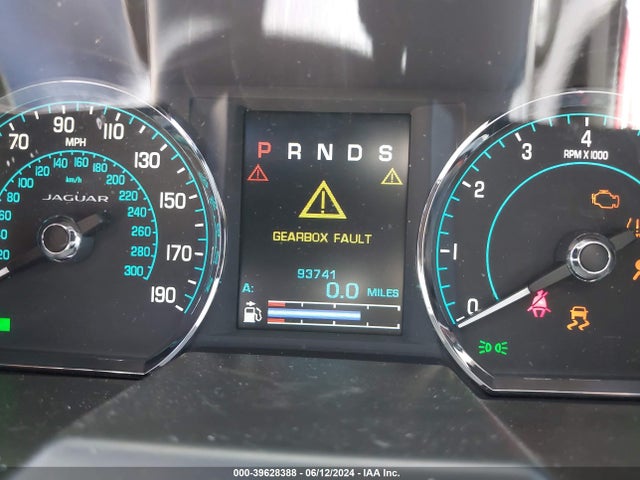 70 90 110 130 150 170 190
MPH
80 100 120 140 160 180 200 220 240 260 280 300
km/h
JAGUAR
P R N D S
GEARBOX FAULT
93741
A: 0.0 MILES
0 1 2 3 4
RPM X 1000
000-39628388 - 06/12/2024 - IAA Inc.